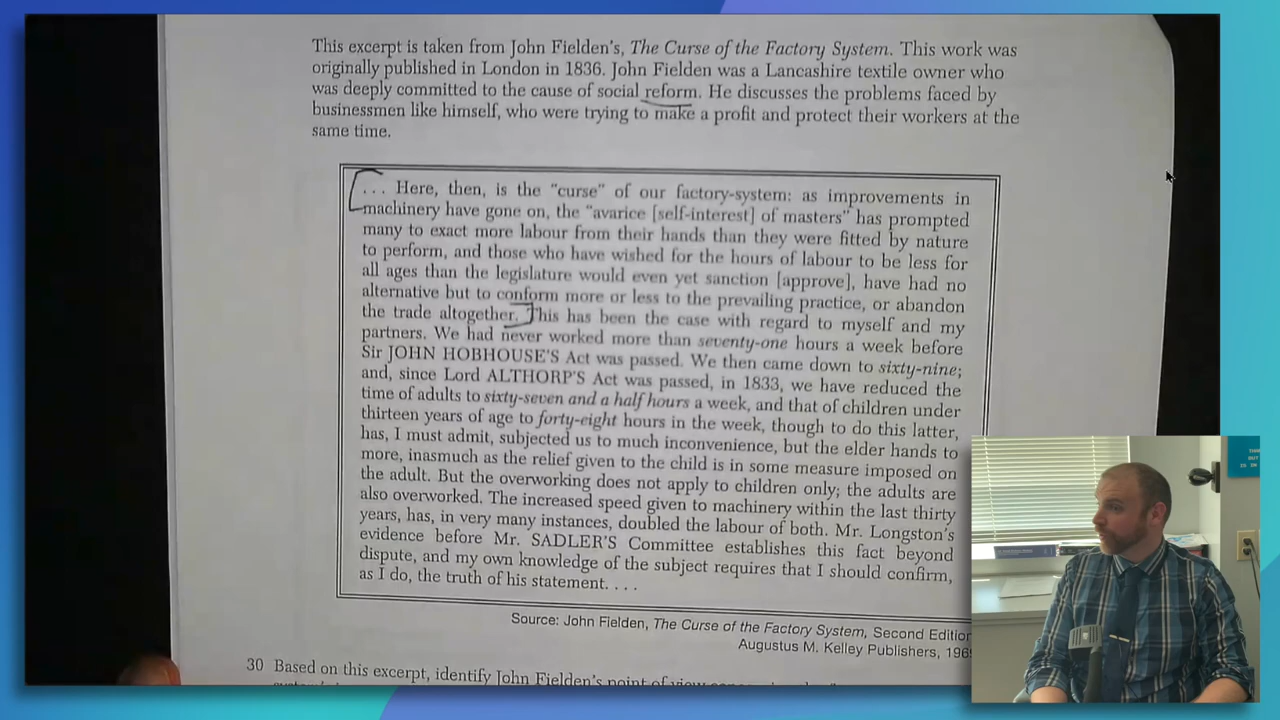 This excerpt is taken from John Fielden's, The Curse of the Factory System. This work was
originally published in London in 1836. John Fielden was a Lancashire textile owner who
was deeply committed to the cause of social reform. He discusses the problems faced by
businessmen like himself, who were trying to make a profit and protect their workers at the
same time.
. . . Here, then, is the "curse" of our factory-system: as improvements in
machinery have gone on, the "avarice [self-interest] of masters" has prompted
many to exact more labour from their hands than they were fitted by nature
to perform, and those who have wished for the hours of labour to be less for
all ages than the legislature would even yet sanction [approve], have had no
alternative but to conform more or less to the prevailing practice, or abandon
the trade altogether. This has been the case with regard to myself and my
partners. We had never worked more than seventy-one hours a week before
Sir JOHN HOBHOUSE'S Act was passed. We then came down to sixty-nine;
and, since Lord ALTHORP'S Act was passed, in 1833, we have reduced the
time of adults to sixty-seven and a half hours a week, and that of children under
thirteen years of age to forty-eight hours in the week, though to do this latter,
has, I must admit, subjected us to much inconvenience, but the elder hands to
more, inasmuch as the relief given to the child is in some measure imposed on
the adult. But the overworking does not apply to children only; the adults are
also overworked. The increased speed given to machinery within the last thirty
years, has, in very many instances, doubled the labour of both. Mr. Longston's
evidence before Mr. SADLER'S Committee establishes this fact beyond
dispute, and my own knowledge of the subject requires that I should confirm,
as I do, the truth of his statement. . . .
Source: John Fielden, The Curse of the Factory System, Second Edition
Augustus M. Kelley Publishers, 196
30 Based on this excerpt, identify John Fielden's point of view